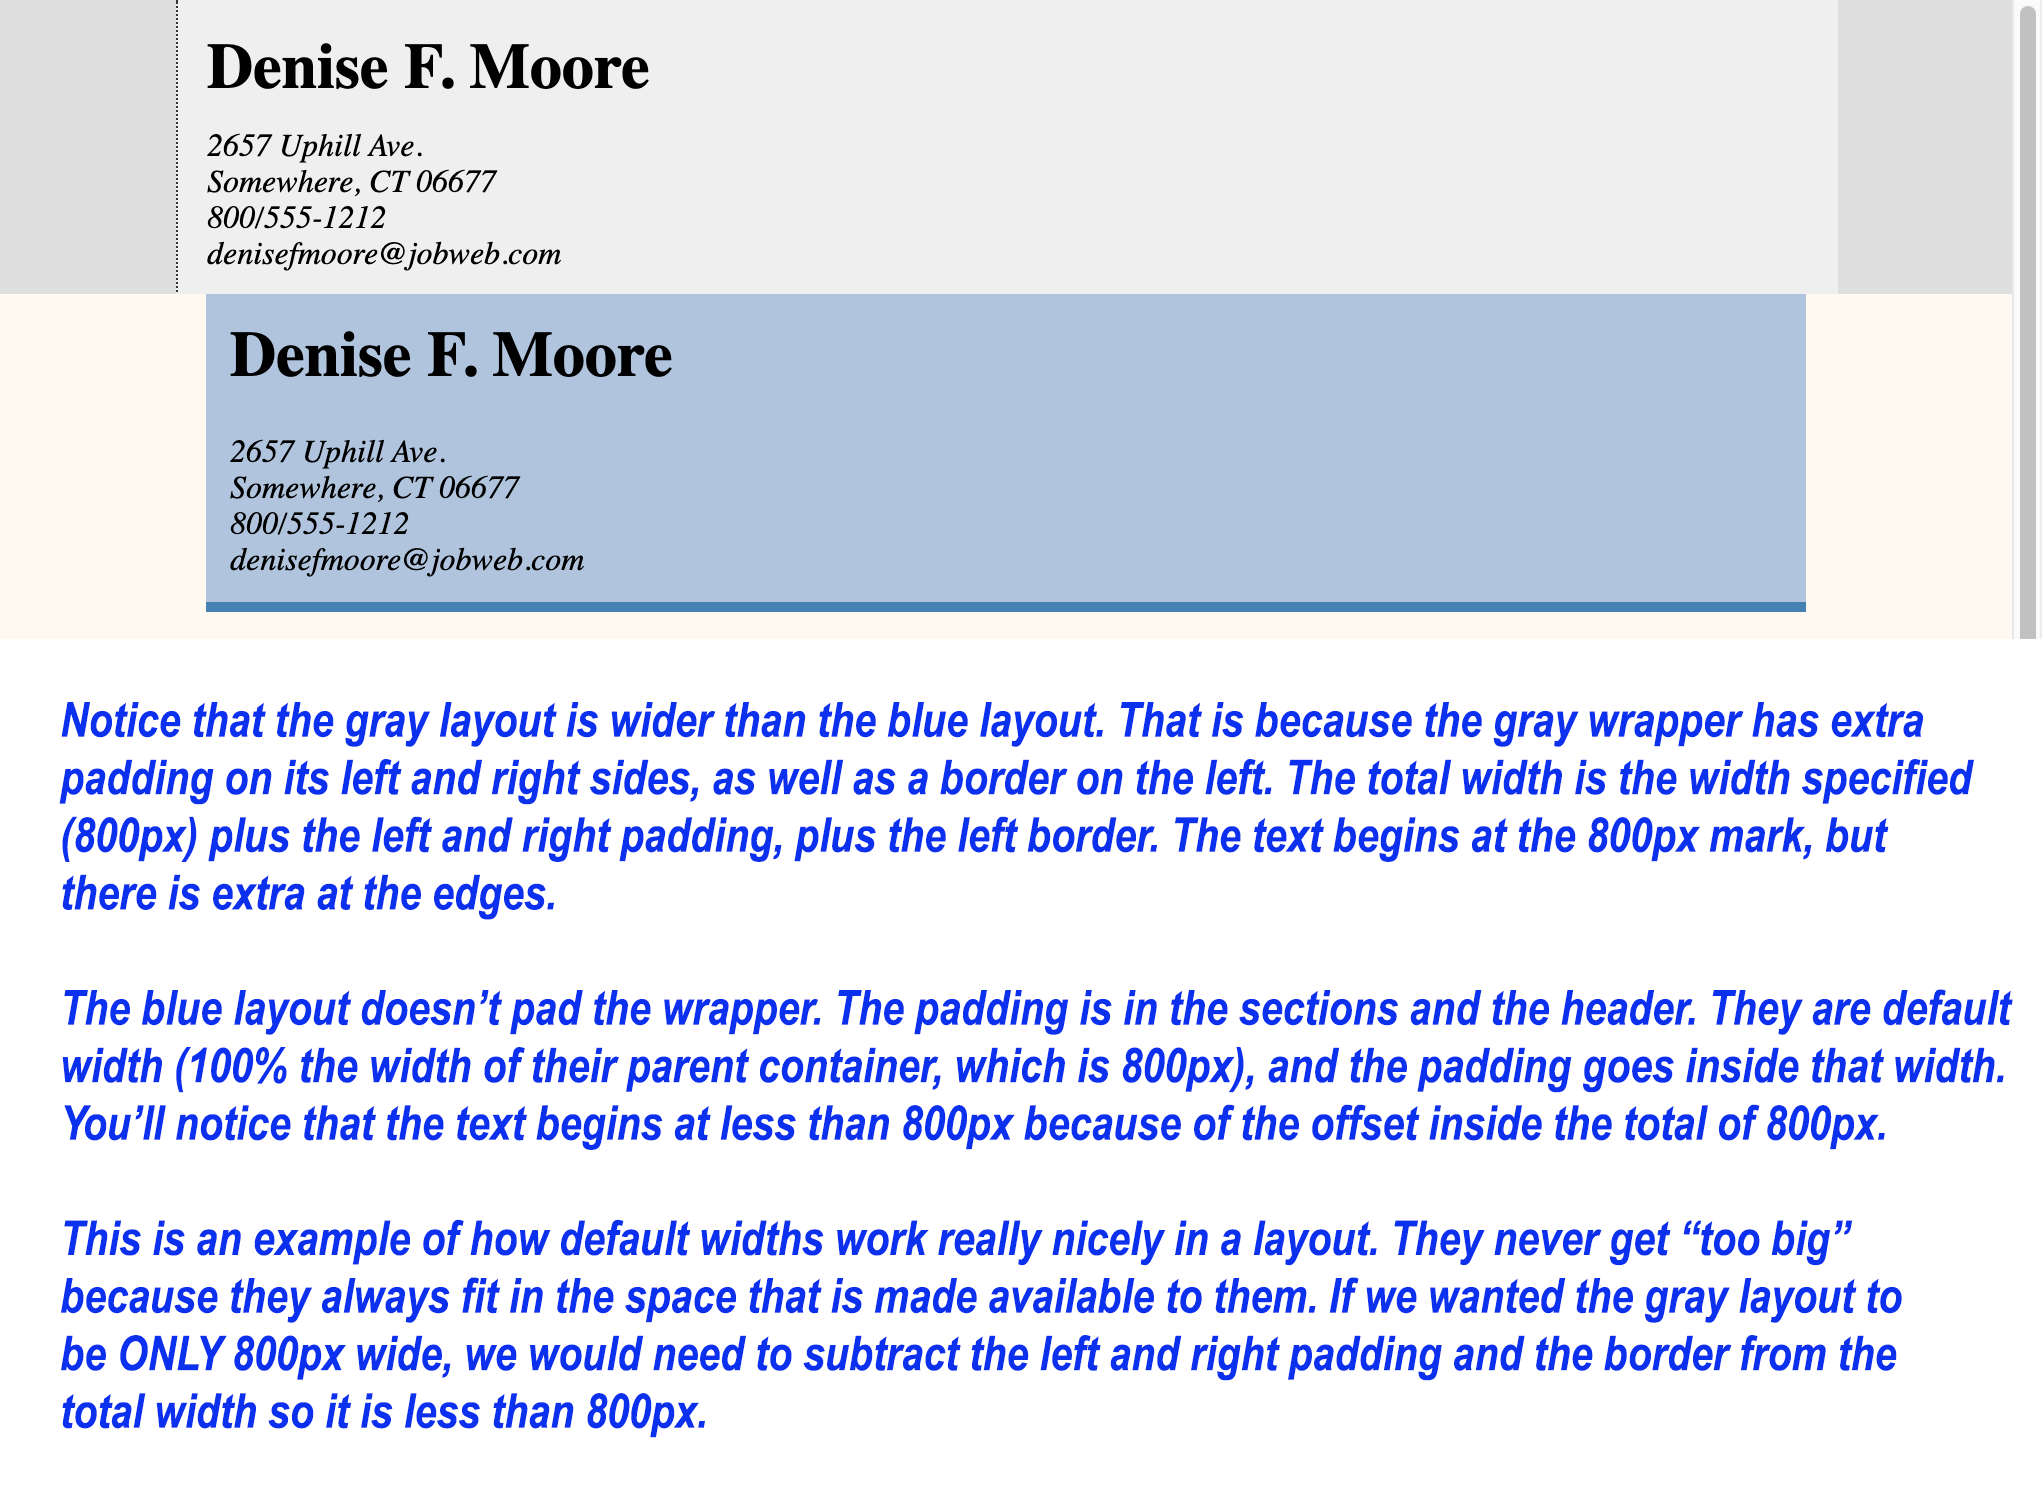 Denise F. Moore
2657 Uphill Ave.
Somewhere, CT 06677
800/555-1212
denisefmoore@jobweb.com
Denise F. Moore
2657 Uphill Ave.
Somewhere, CT 06677
800/555-1212
denisefmoore@jobweb.com
Notice that the gray layout is wider than the blue layout. That is because the gray wrapper has extra
padding on its left and right sides, as well as a border on the left. The total width is the width specified
(800px) plus the left and right padding, plus the left border. The text begins at the 800px mark, but
there is extra at the edges.
The blue layout doesn’t pad the wrapper. The padding is in the sections and the header. They are default
width (100% the width of their parent container, which is 800px), and the padding goes inside that width.
You’ll notice that the text begins at less than 800px because of the offset inside the total of 800px.
This is an example of how default widths work really nicely in a layout. They never get “too big”
because they always fit in the space that is made available to them. If we wanted the gray layout to
be ONLY 800px wide, we would need to subtract the left and right padding and the border from the
total width so it is less than 800px.